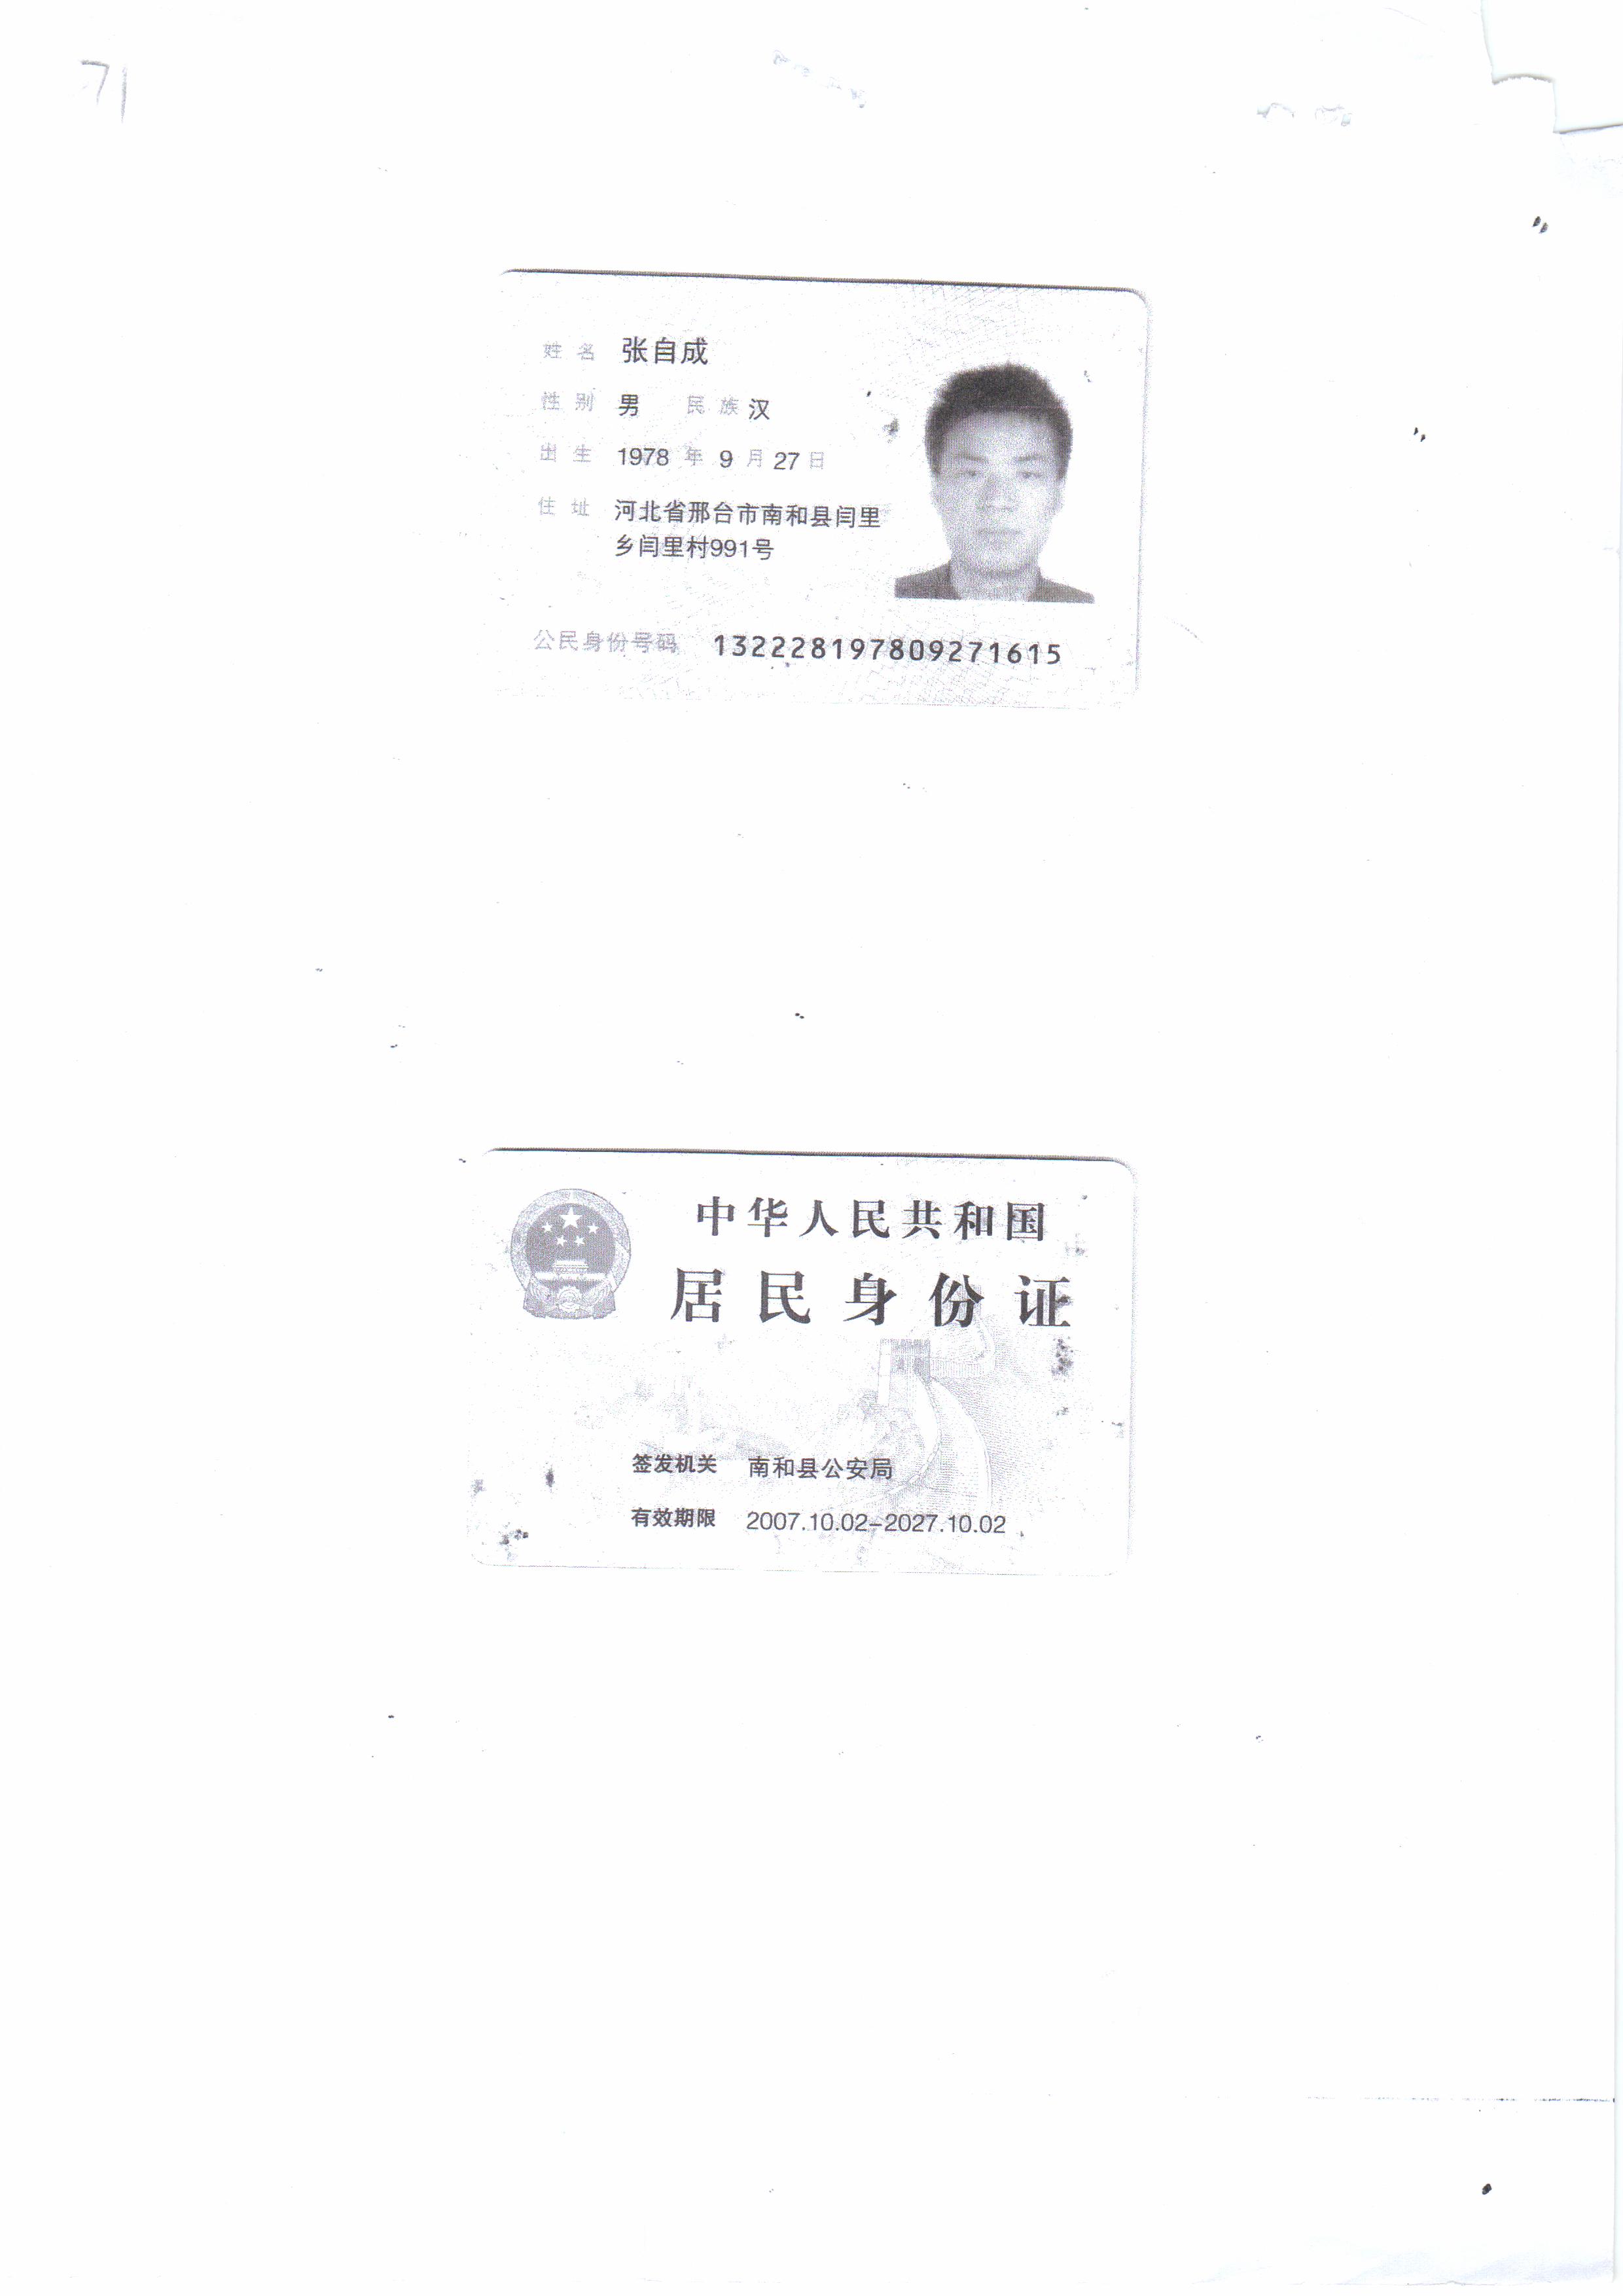 71
姓名 张自成
性别 男 民族 汉
出生 1978 年 9 月 27 日
住址 河北省邢台市南和县闫里
乡闫里村991号
公民身份号码 132228197809271615
中华人民共和国
居民身份证
签发机关 南和县公安局
有效期限 2007.10.02-2027.10.02